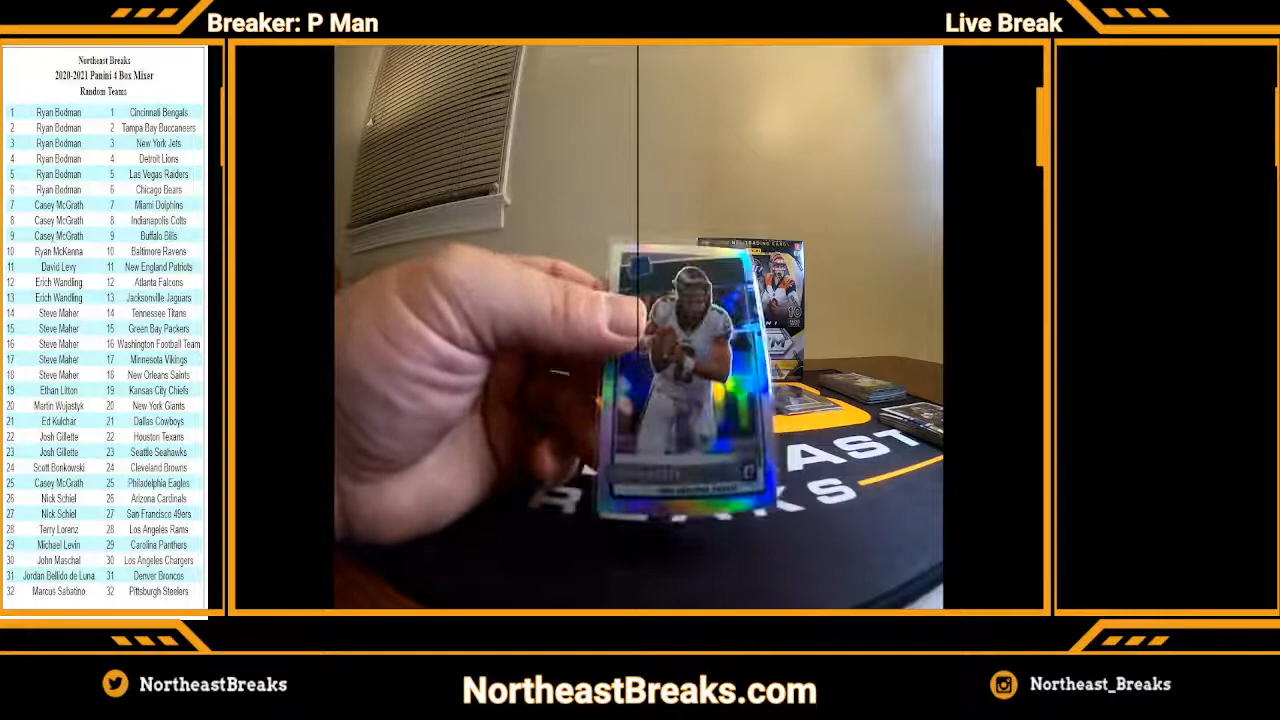 Breaker: P Man
Live Break
Northeast Breaks
2020-2021 Panini 4 Box Mixer
Random Teams
1 Ryan Bodman 1 Cincinnati Bengals
2 Ryan Bodman 2 Tampa Bay Buccaneers
3 Ryan Bodman 3 New York Jets
4 Ryan Bodman 4 Detroit Lions
5 Ryan Bodman 5 Las Vegas Raiders
6 Ryan Bodman 6 Chicago Bears
7 Casey McGrath 7 Miami Dolphins
8 Casey McGrath 8 Indianapolis Colts
9 Casey McGrath 9 Buffalo Bills
10 Ryan McKenna 10 Baltimore Ravens
11 David Levy 11 New England Patriots
12 Erich Wandling 12 Atlanta Falcons
13 Erich Wandling 13 Jacksonville Jaguars
14 Steve Maher 14 Tennessee Titans
15 Steve Maher 15 Green Bay Packers
16 Steve Maher 16 Washington Football Team
17 Steve Maher 17 Minnesota Vikings
18 Steve Maher 18 New Orleans Saints
19 Ethan Litton 19 Kansas City Chiefs
20 Martin Wujastyk 20 New York Giants
21 Ed Kulchar 21 Dallas Cowboys
22 Josh Gillette 22 Houston Texans
23 Josh Gillette 23 Seattle Seahawks
24 Scott Bonkowski 24 Cleveland Browns
25 Casey McGrath 25 Philadelphia Eagles
26 Nick Schiel 26 Arizona Cardinals
27 Nick Schiel 27 San Francisco 49ers
28 Terry Lorenz 28 Los Angeles Rams
29 Michael Levin 29 Carolina Panthers
30 John Maschal 30 Los Angeles Chargers
31 Jordan Bellido de Luna 31 Denver Broncos
32 Marcus Sabatino 32 Pittsburgh Steelers
10
AST
KS
NortheastBreaks
NortheastBreaks.com
Northeast_Breaks